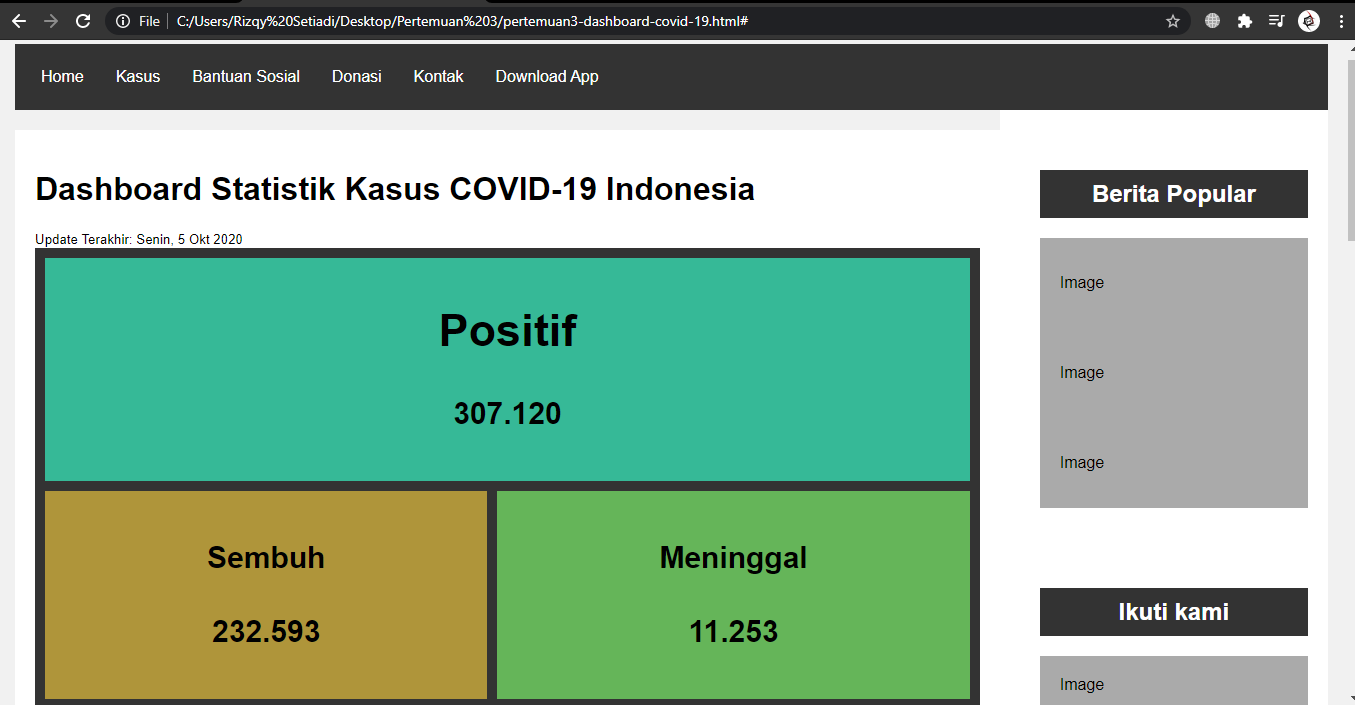 File C:/Users/Rizqy%20Setiadi/Desktop/Pertemuan%203/pertemuan3-dashboard-covid-19.html#
Home Kasus Bantuan Sosial Donasi Kontak Download App
Dashboard Statistik Kasus COVID-19 Indonesia
Update Terakhir: Senin, 5 Okt 2020
Positif
307.120
Sembuh
232.593
Meninggal
11.253
Berita Popular
Image
Image
Image
Ikuti kami
Image